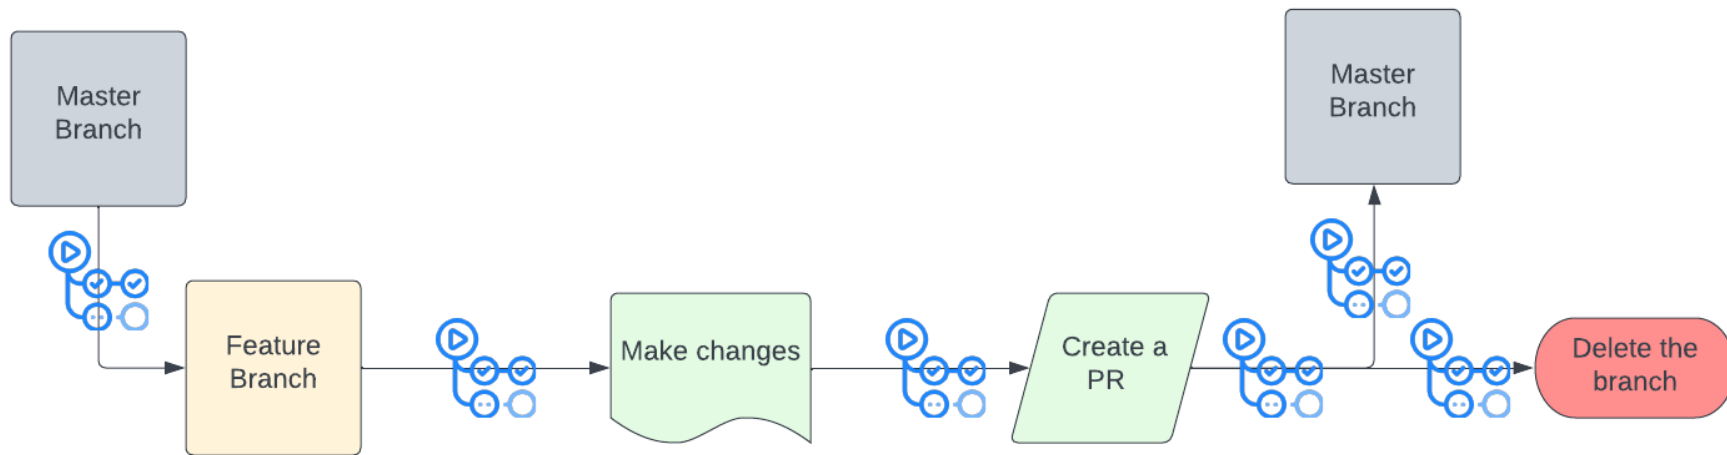 Master
Branch
Feature
Branch
Make changes
Create a
PR
Master
Branch
Delete the
branch